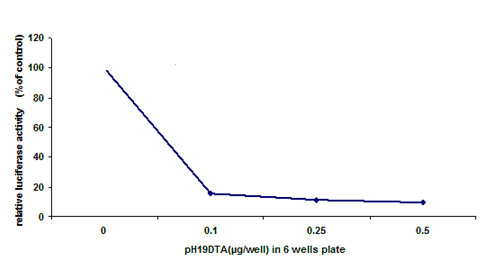 relative luciferase activity (%of control)
120
100
80
60
40
20
0
0 0.1 0.25 0.5
pH19DTA(µg/well) in 6 wells plate